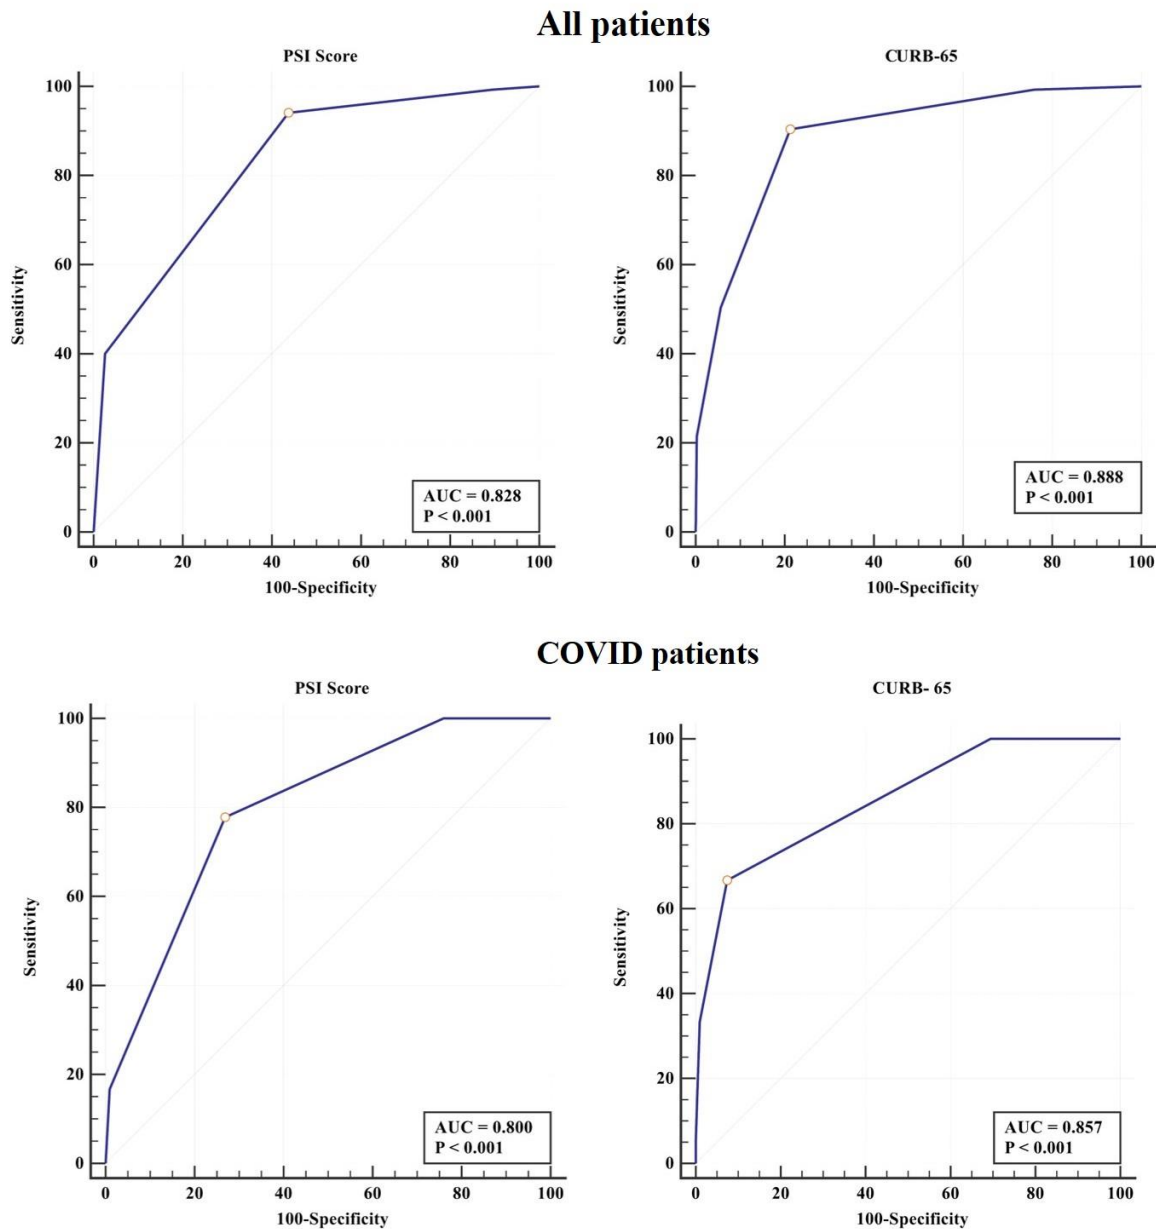 All patients
PSI Score
100
80
60
40
20
0
Sensitivity
0 20 40 60 80 100
100-Specificity
AUC = 0.828
P < 0.001
CURB-65
100
80
60
40
20
0
Sensitivity
0 20 40 60 80 100
100-Specificity
AUC = 0.888
P < 0.001
COVID patients
PSI Score
100
80
60
40
20
0
Sensitivity
0 20 40 60 80 100
100-Specificity
AUC = 0.800
P < 0.001
CURB- 65
100
80
60
40
20
0
Sensitivity
0 20 40 60 80 100
100-Specificity
AUC = 0.857
P < 0.001